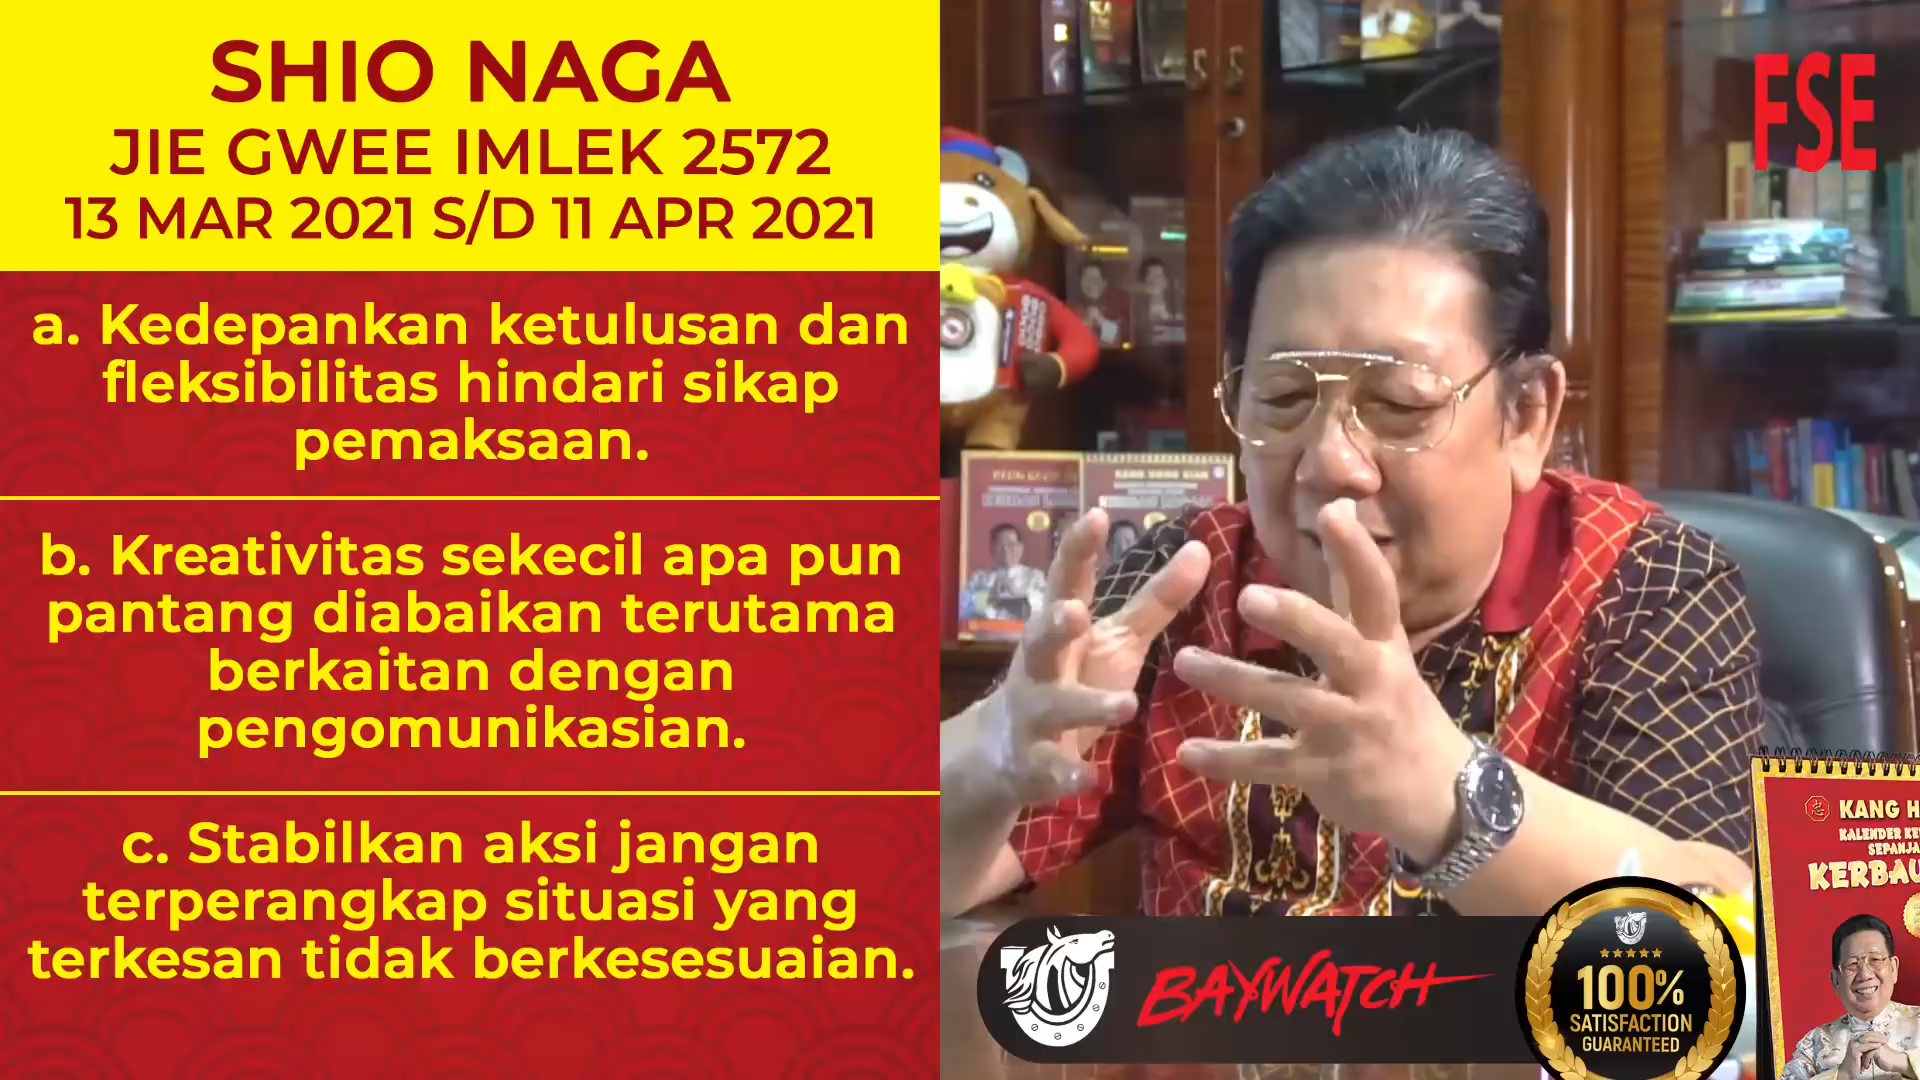 SHIO NAGA
JIE GWEE IMLEK 2572
13 MAR 2021 S/D 11 APR 2021
a. Kedepankan ketulusan dan
fleksibilitas hindari sikap
pemaksaan.
b. Kreativitas sekecil apa pun
pantang diabaikan terutama
berkaitan dengan
pengomunikasian.
c. Stabilkan aksi jangan
terperangkap situasi yang
terkesan tidak berkesesuaian.
FSE
BAYWATCH
100%
SATISFACTION
GUARANTEED
KANG H
KALENDER
KERBAU